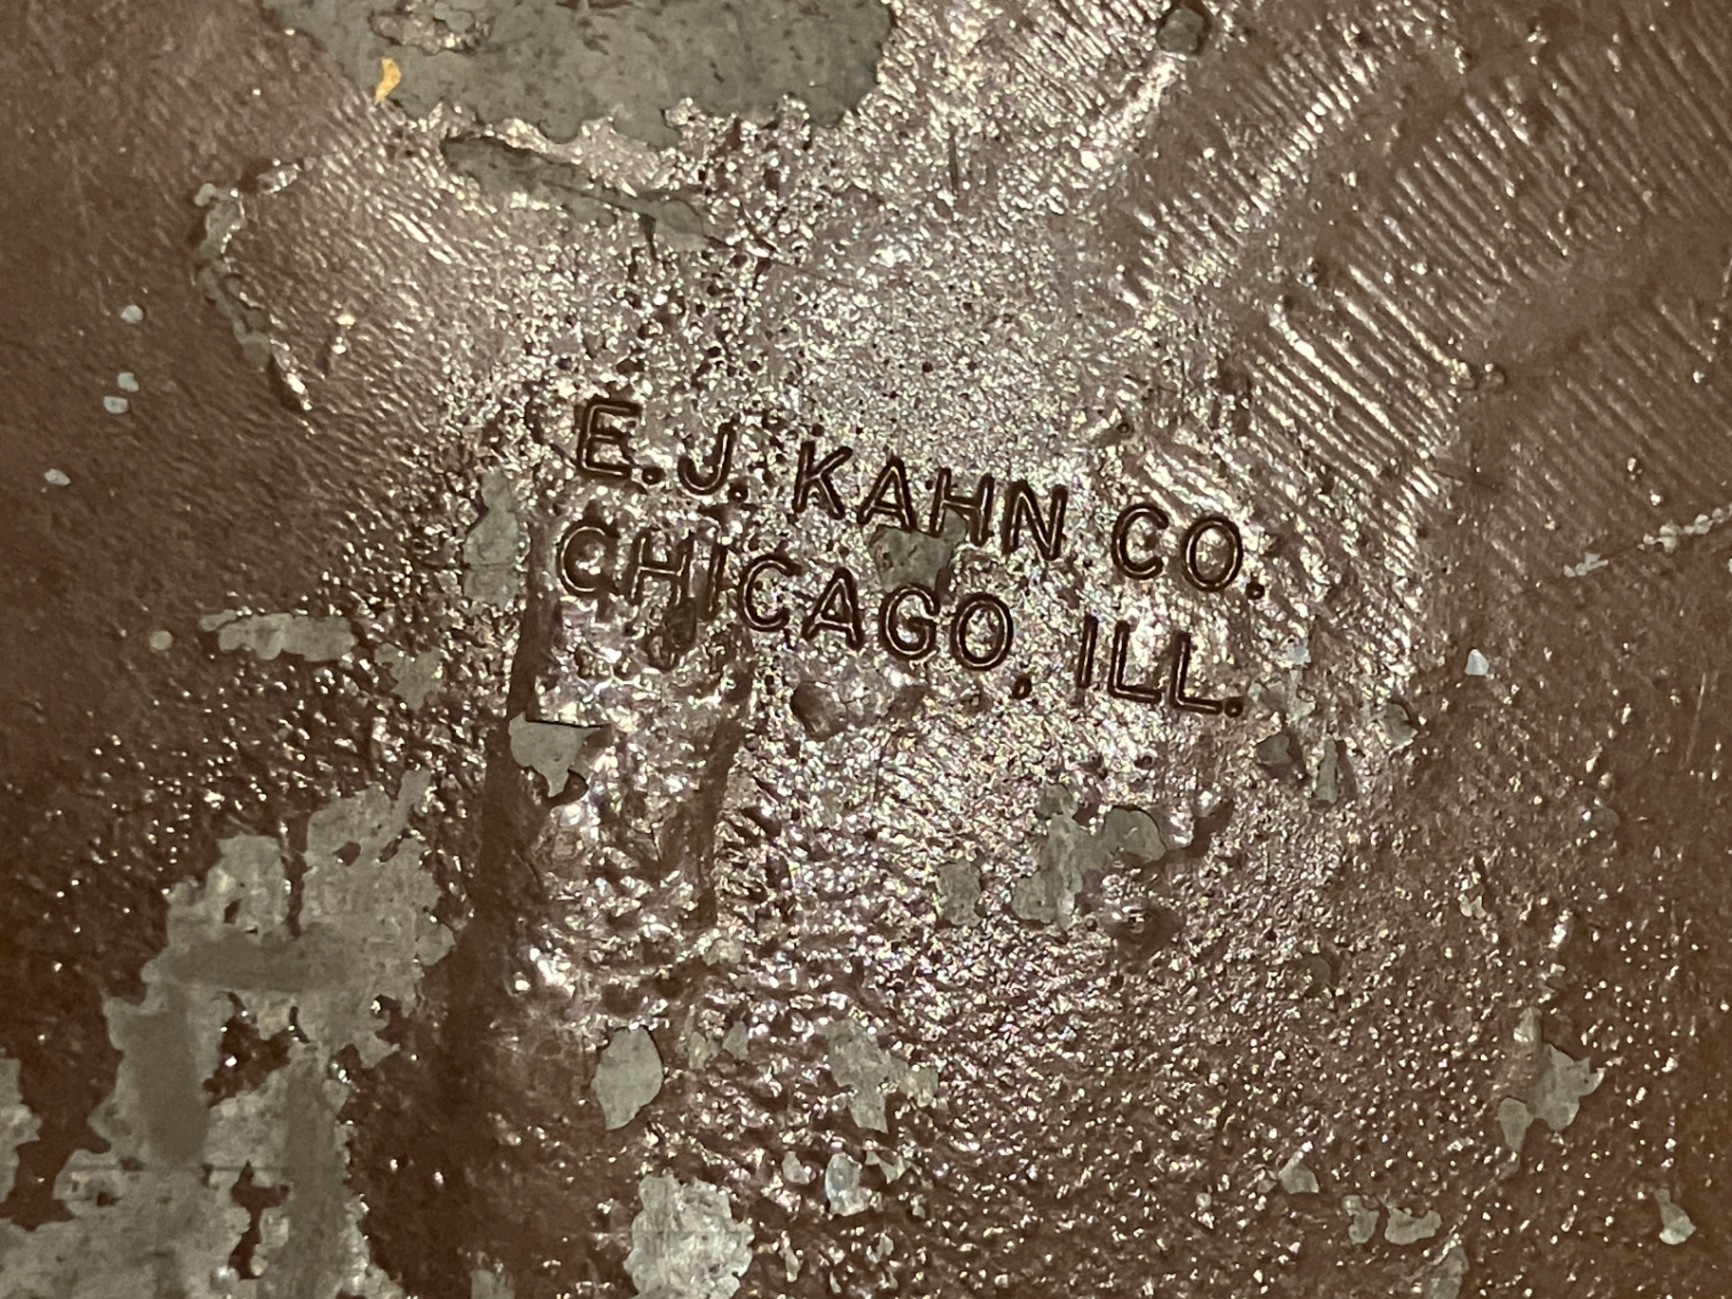 E.J. KAHN CO.
CHICAGO, ILL.